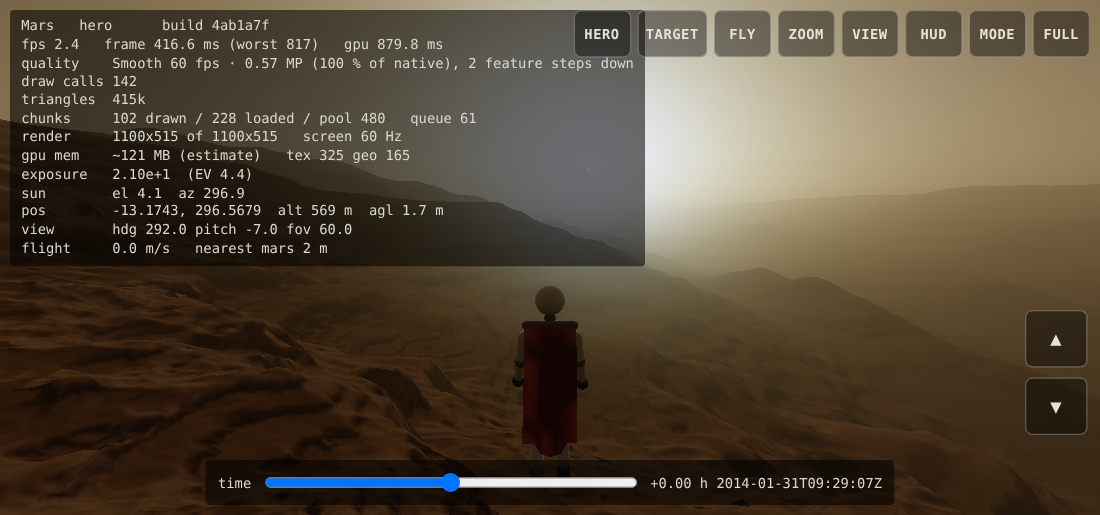 Mars hero build 4ab1a7f
HERO TARGET FLY ZOOM VIEW HUD MODE FULL
fps 2.4 frame 416.6 ms (worst 817) gpu 879.8 ms
quality Smooth 60 fps · 0.57 MP (100 % of native), 2 feature steps down
draw calls 142
triangles 415k
chunks 102 drawn / 228 loaded / pool 480 queue 61
render 1100x515 of 1100x515 screen 60 Hz
gpu mem ~121 MB (estimate) tex 325 geo 165
exposure 2.10e+1 (EV 4.4)
sun el 4.1 az 296.9
pos -13.1743, 296.5679 alt 569 m agl 1.7 m
view hdg 292.0 pitch -7.0 fov 60.0
flight 0.0 m/s nearest mars 2 m
▲
▼
time +0.00 h 2014-01-31T09:29:07Z